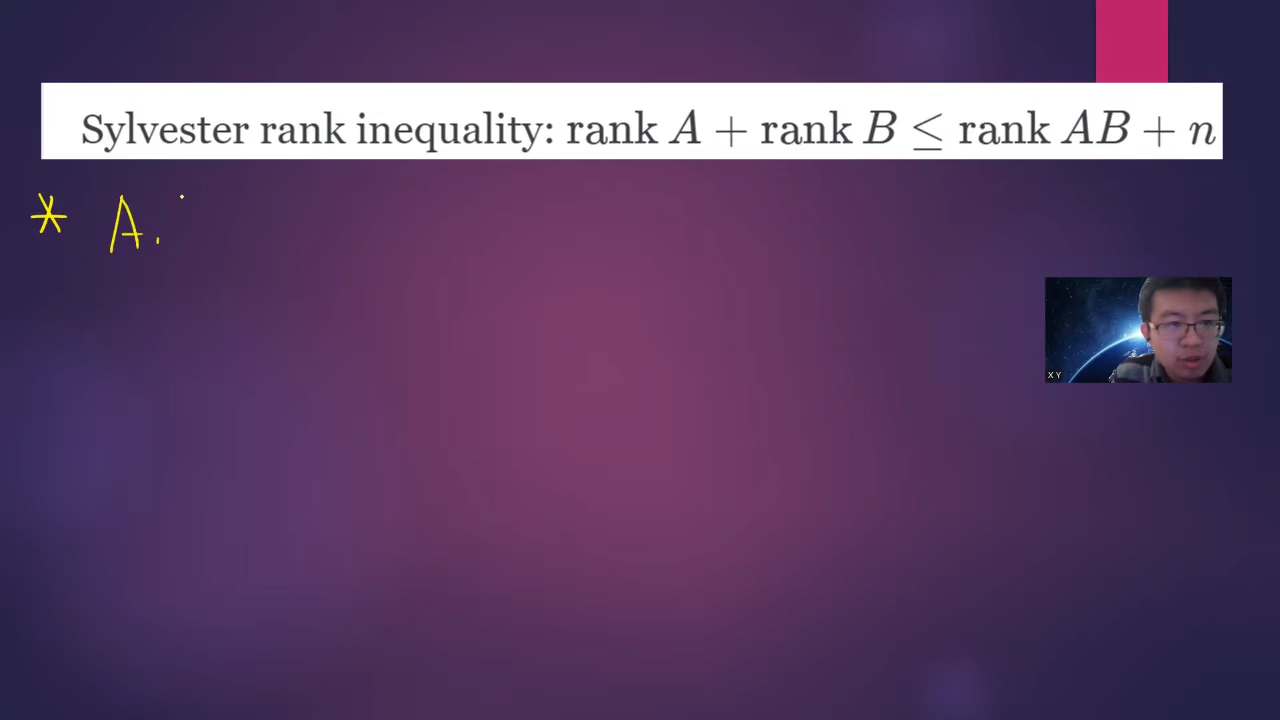 Sylvester rank inequality: rank A + rank B ≤ rank AB + n
* A.
X Y